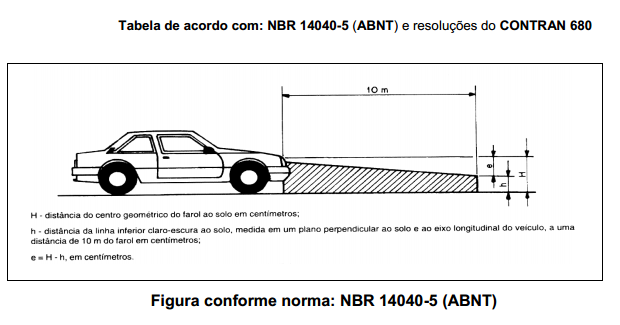 Tabela de acordo com: NBR 14040-5 (ABNT) e resoluções do CONTRAN 680
10 m
e
h
H
H - distância do centro geométrico do farol ao solo em centímetros;
h - distância da linha inferior claro-escura ao solo, medida em um plano perpendicular ao solo e ao eixo longitudinal do veículo, a uma
distância de 10 m do farol em centímetros;
e = H - h, em centímetros.
Figura conforme norma: NBR 14040-5 (ABNT)